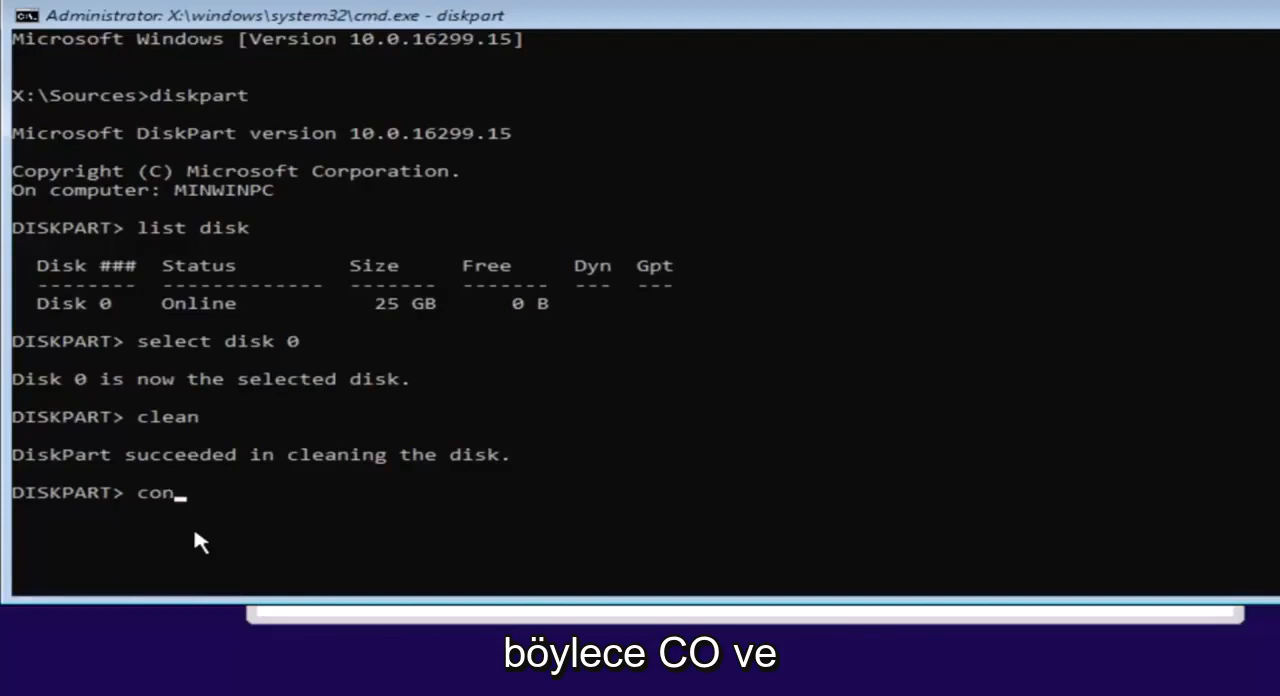 Administrator: X:\windows\system32\cmd.exe - diskpart
Microsoft Windows [Version 10.0.16299.15]
X:\Sources>diskpart
Microsoft DiskPart version 10.0.16299.15
Copyright (C) Microsoft Corporation.
On computer: MINWINPC
DISKPART> list disk
Disk ### Status Size Free Dyn Gpt
-------- ------------- ------- ------- --- ---
Disk 0 Online 25 GB 0 B
DISKPART> select disk 0
Disk 0 is now the selected disk.
DISKPART> clean
DiskPart succeeded in cleaning the disk.
DISKPART> con_
böylece CO ve